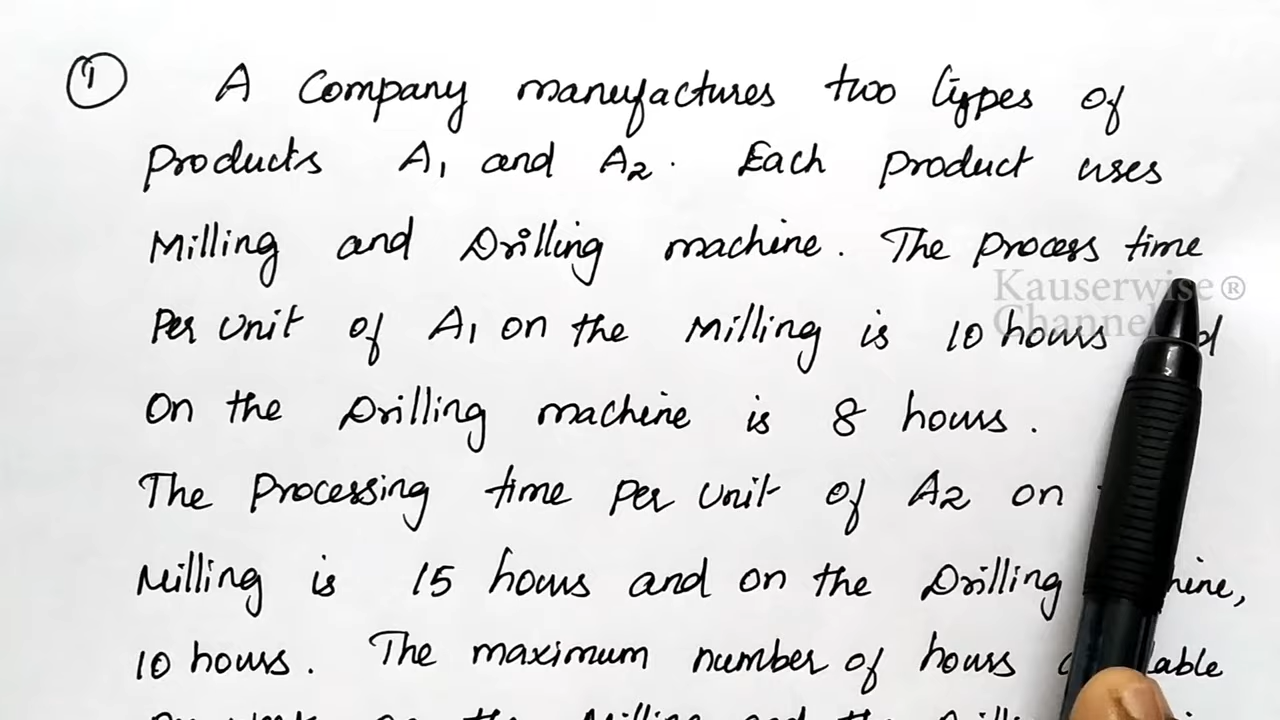 ① A Company manufactures two types of
products A1 and A2. Each product uses
Milling and Drilling machine. The process time
Kauserwise®
Channel
Per unit of A1 on the Milling is 10 hours
On the Drilling machine is 8 hours.
The processing time per unit of A2 on
Milling is 15 hours and on the Drilling
10 hours. The maximum number of hours